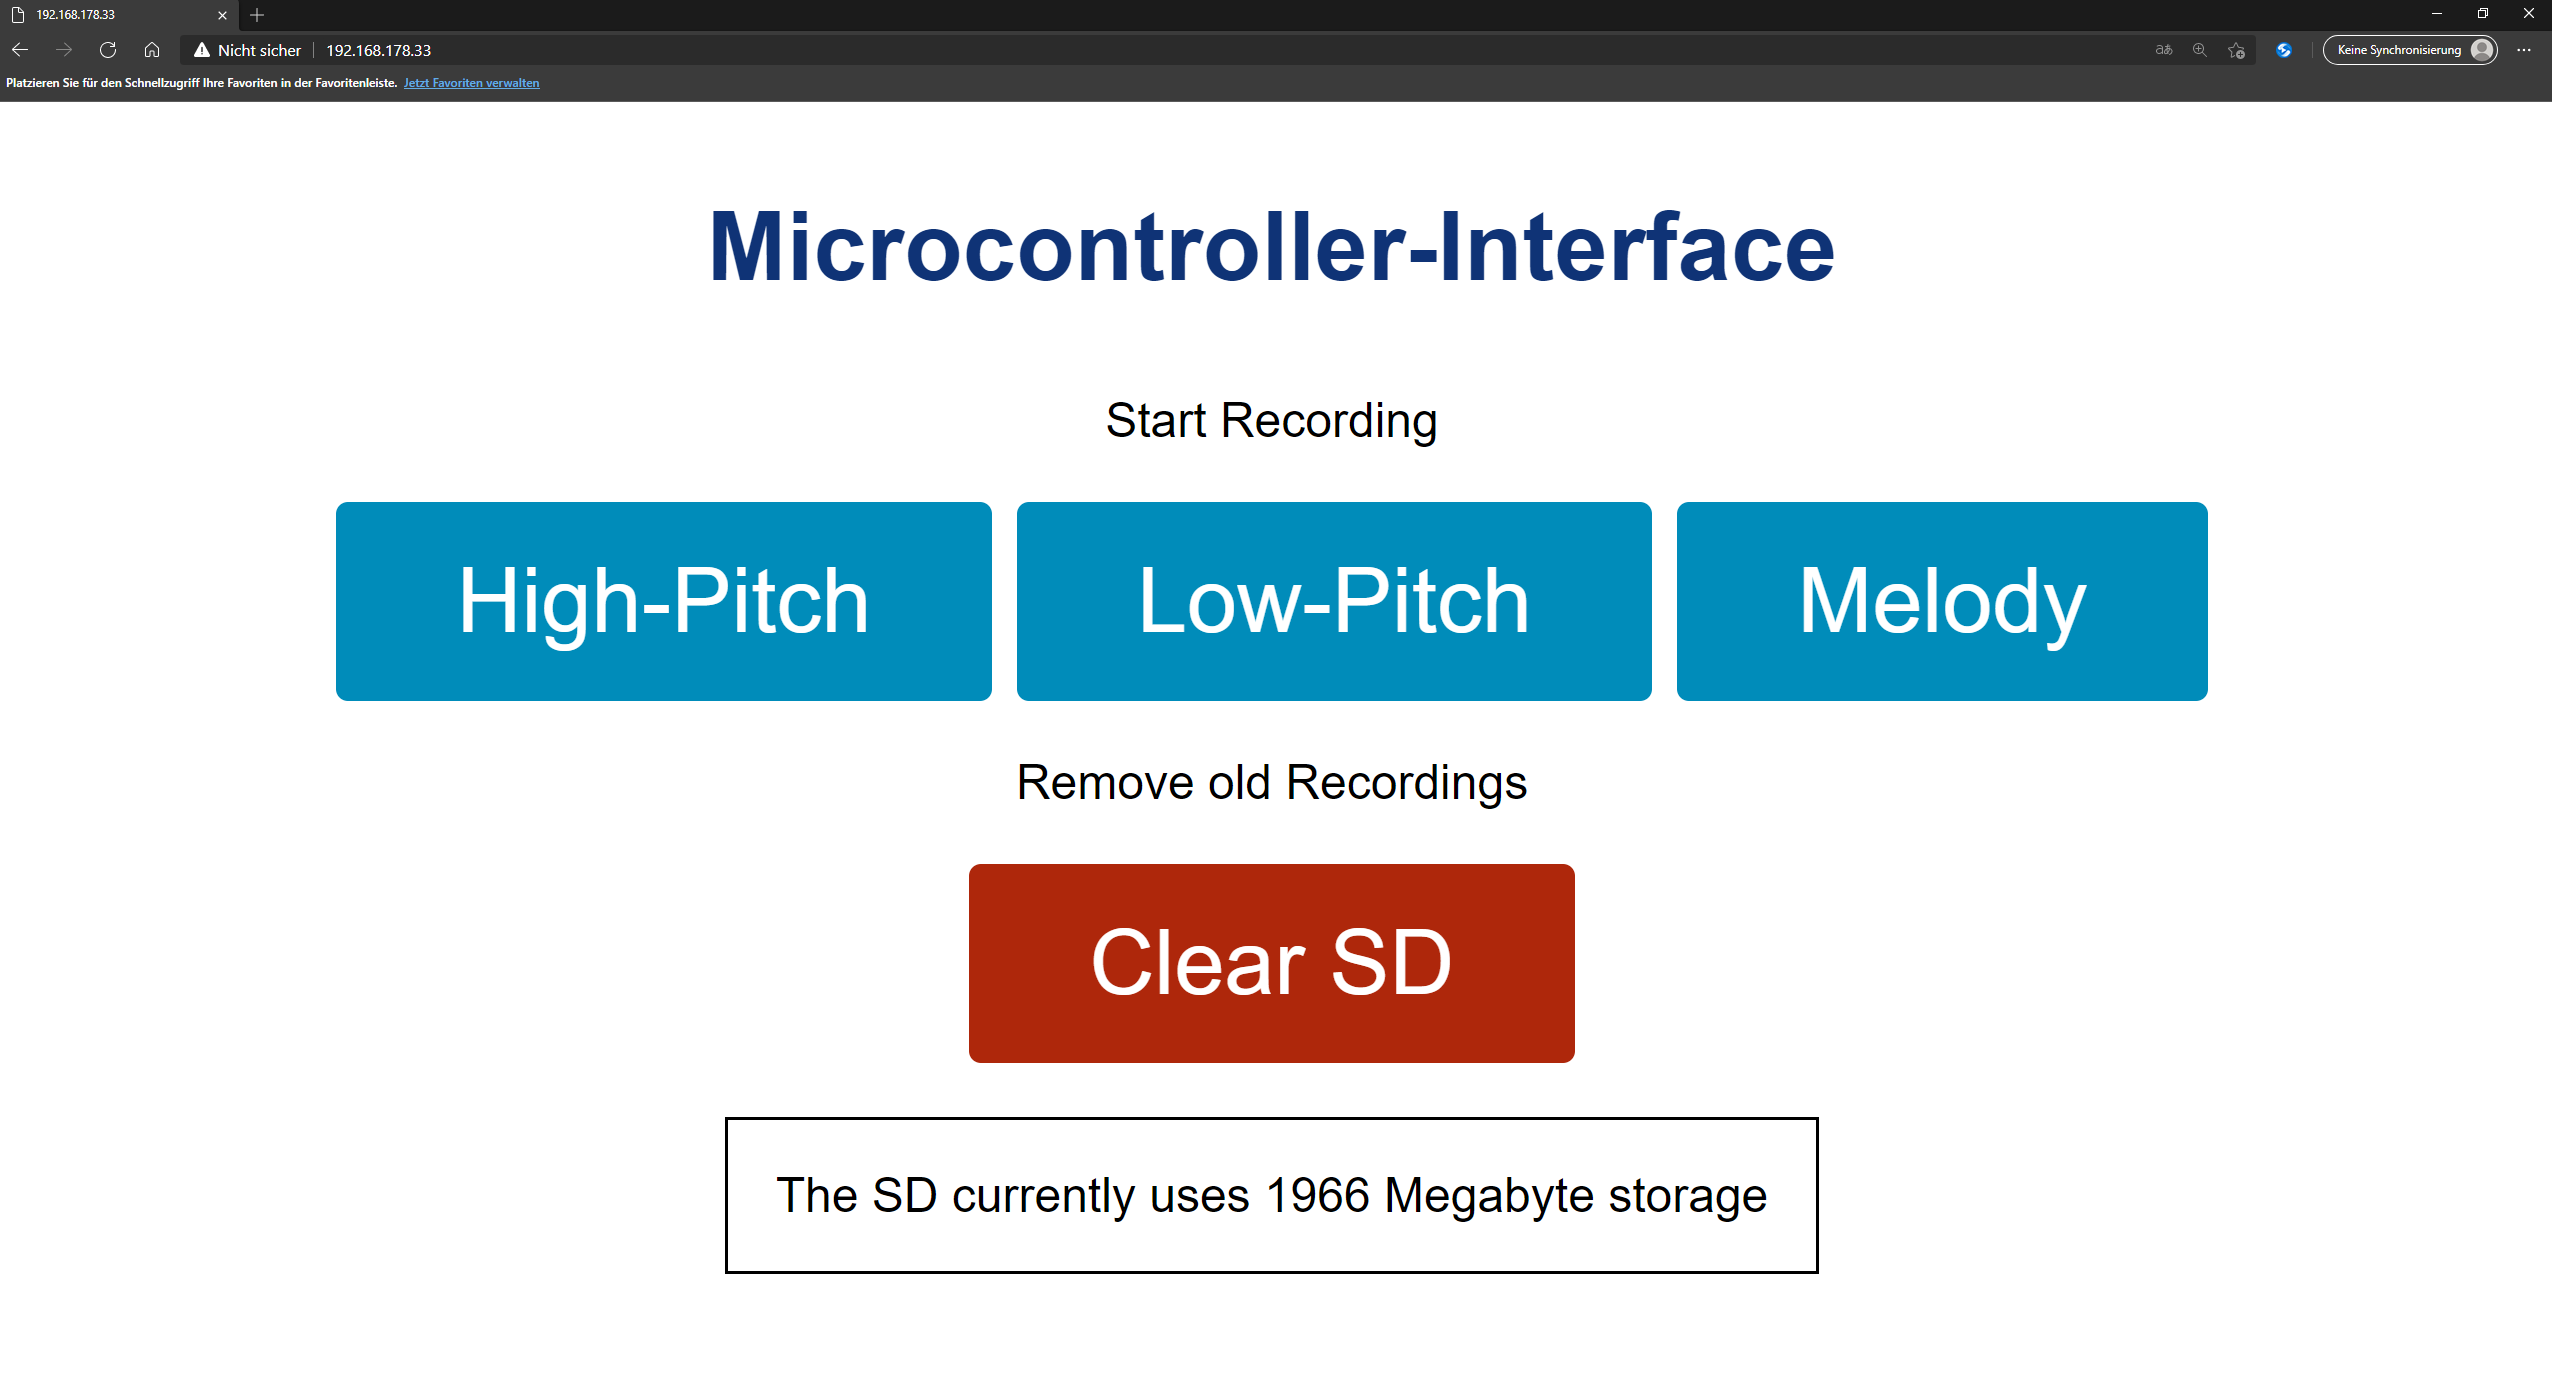 192.168.178.33
Nicht sicher 192.168.178.33 aあ Keine Synchronisierung
Platzieren Sie für den Schnellzugriff Ihre Favoriten in der Favoritenleiste. Jetzt Favoriten verwalten
Microcontroller-Interface
Start Recording
High-Pitch Low-Pitch Melody
Remove old Recordings
Clear SD
The SD currently uses 1966 Megabyte storage